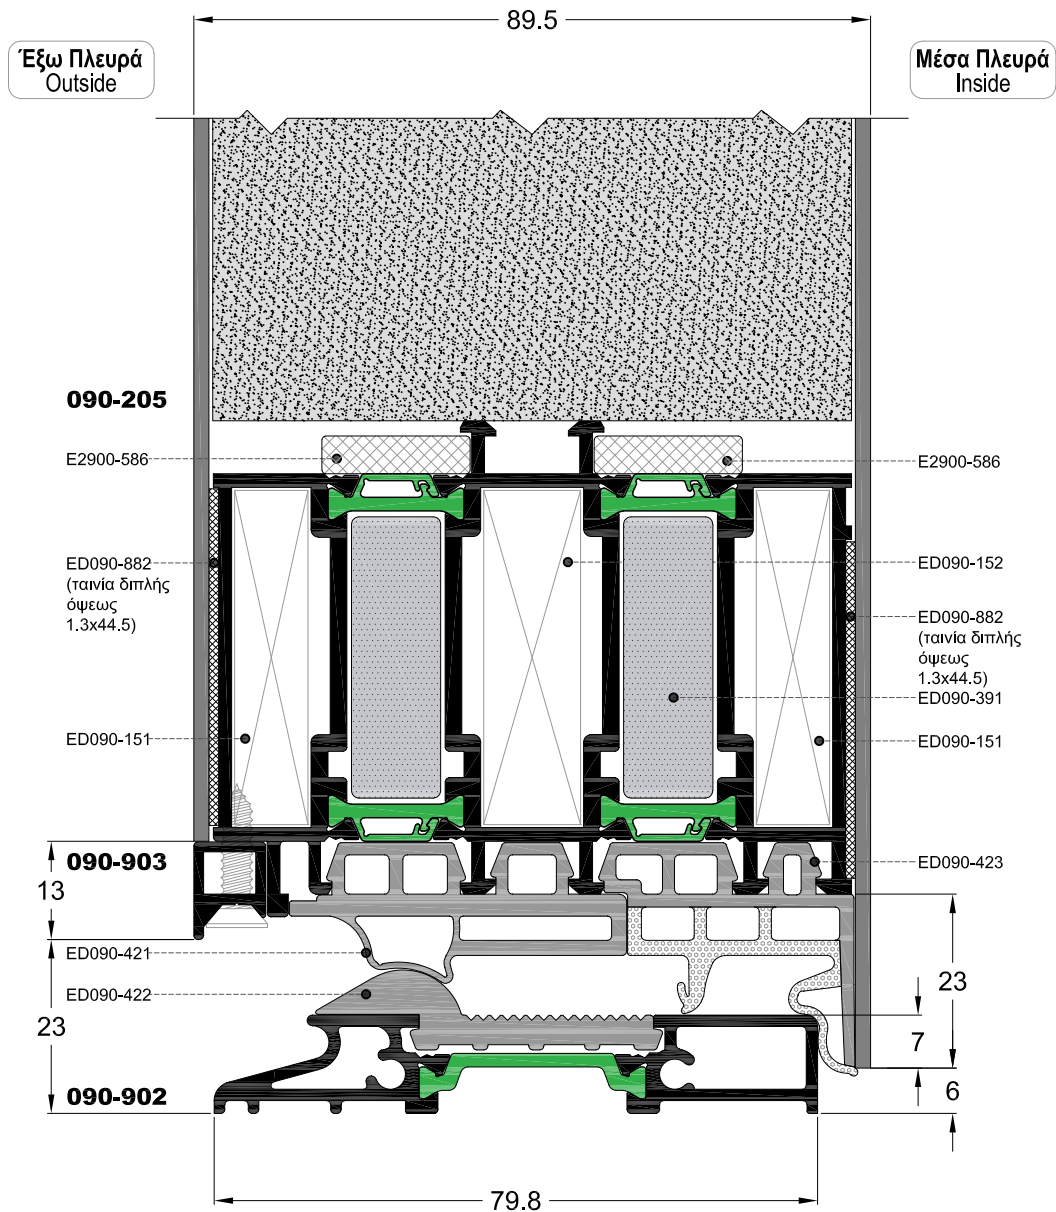 89.5
Έξω Πλευρά
Outside
Μέσα Πλευρά
Inside
090-205
E2900-586
E2900-586
ED090-882
(ταινία διπλής
όψεως
1.3x44.5)
ED090-152
ED090-882
(ταινία διπλής
όψεως
1.3x44.5)
ED090-391
ED090-151
ED090-151
090-903
ED090-423
13
ED090-421
ED090-422
23
23
7
090-902
6
79.8